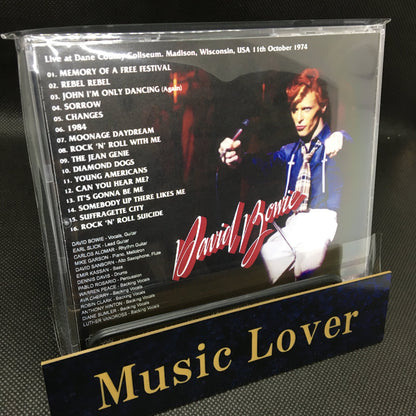 Live at Dane County Coliseum. Madison, Wisconsin, USA 11th October 1974
01. MEMORY OF A FREE FESTIVAL
02. REBEL REBEL
03. JOHN I'M ONLY DANCING (Again)
04. SORROW
05. CHANGES
06. 1984
07. MOONAGE DAYDREAM
08. ROCK 'N' ROLL WITH ME
09. THE JEAN GENIE
10. DIAMOND DOGS
11. YOUNG AMERICANS
12. CAN YOU HEAR ME?
13. IT'S GONNA BE ME
14. SOMEBODY UP THERE LIKES ME
15. SUFFRAGETTE CITY
16. ROCK 'N' ROLL SUICIDE
David Bowie
DAVID BOWIE - Vocals, Guitar
EARL SLICK - Lead Guitar
CARLOS ALOMAR - Rhythm Guitar
MIKE GARSON - Piano, Mellotron
DAVID SANBORN - Alto Saxophone, Flute
EMIR KASSAN - Bass
DENNIS DAVIS - Drums
PABLO ROSARIO - Percussion
WARREN PEACE - Backing Vocals
AVA CHERRY - Backing Vocals
ROBIN CLARK - Backing Vocals
ANTHONY HINTON - Backing Vocals
DIANE SUMLER - Backing Vocals
LUTHER VANDROSS - Backing Vocals
Music Lover